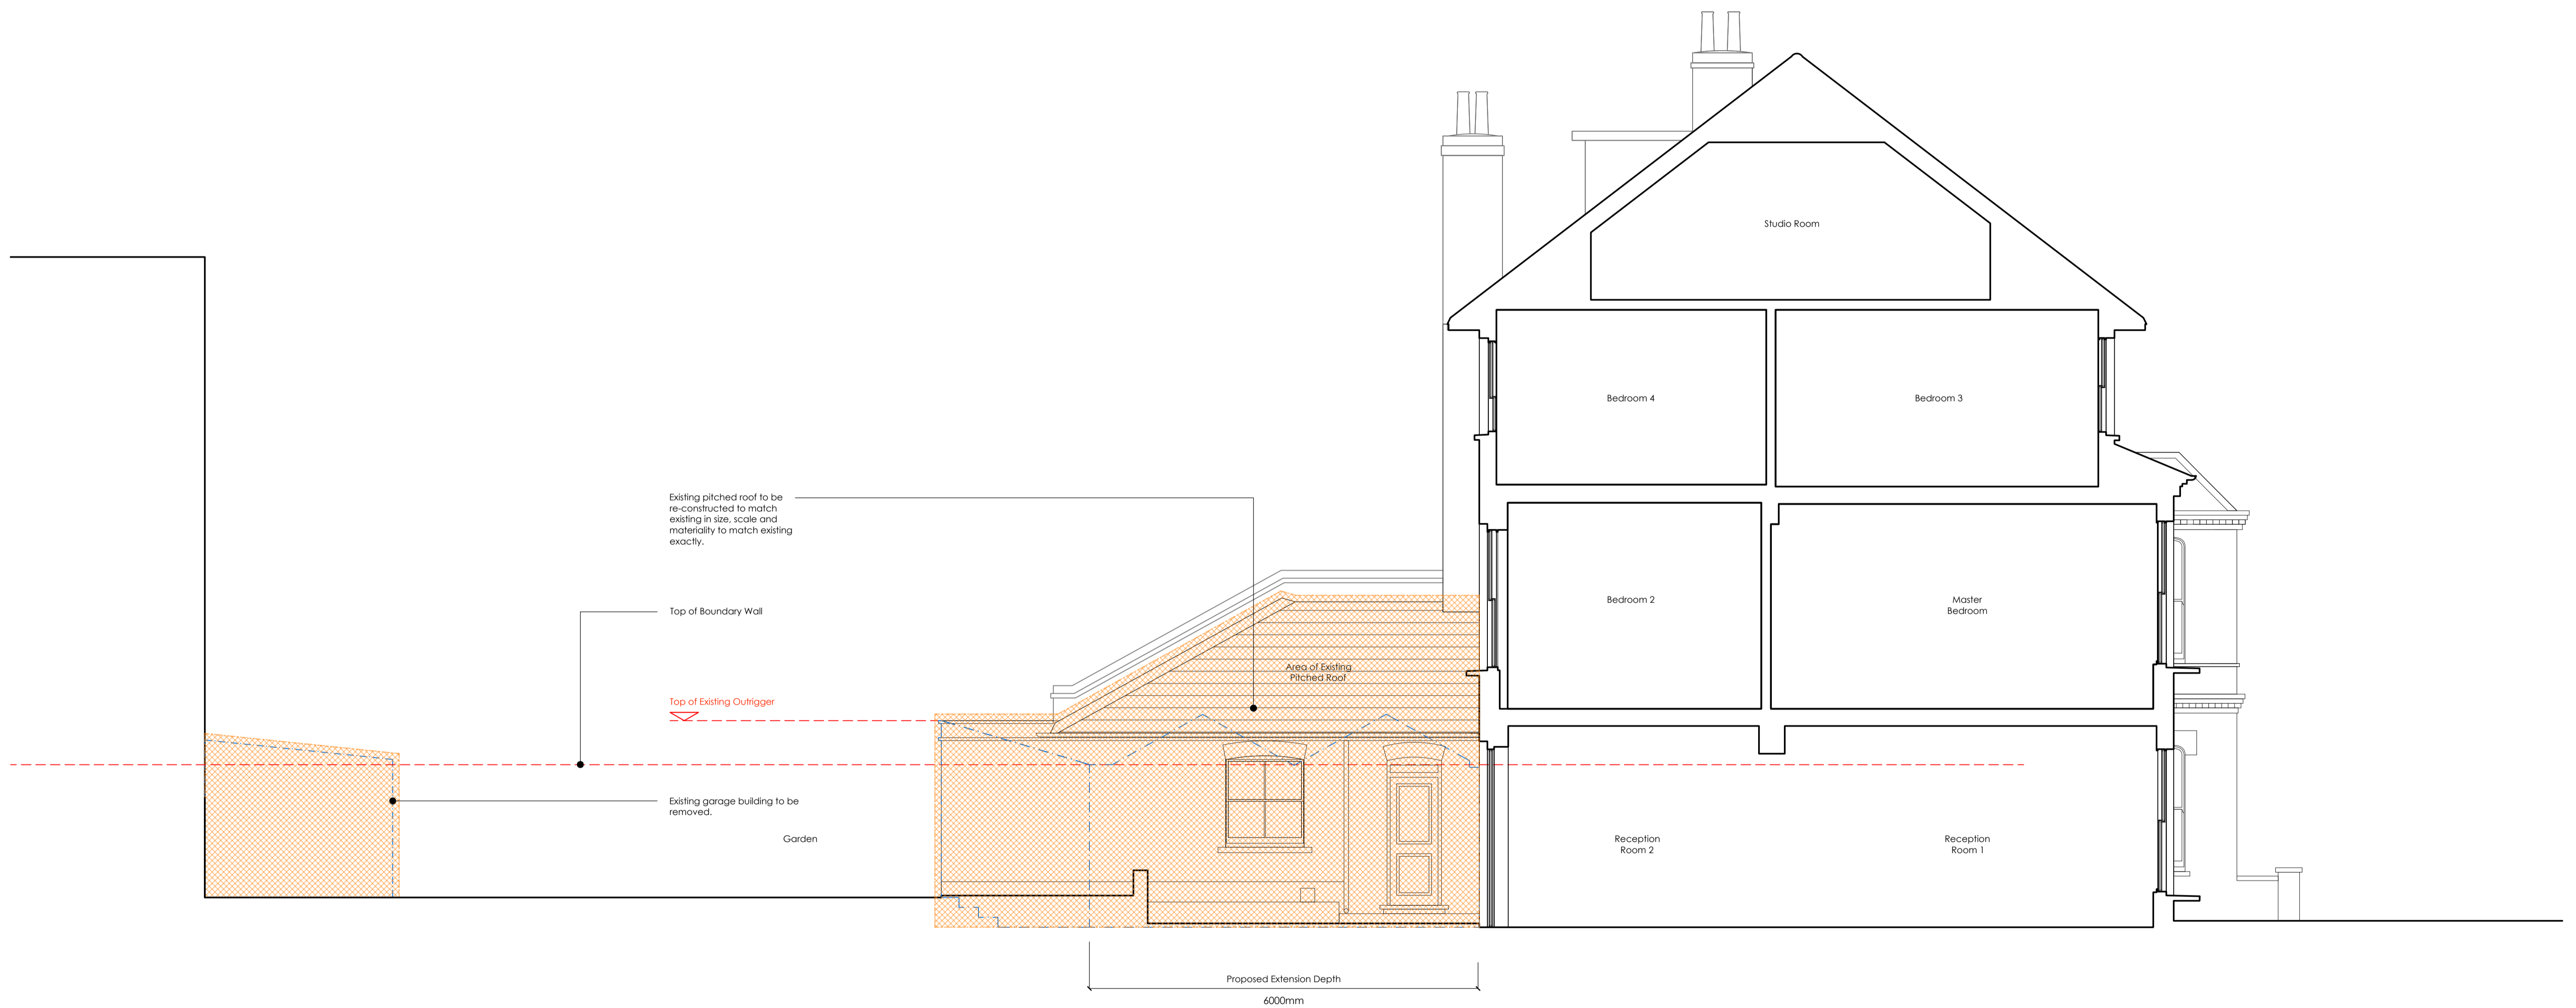 Studio Room
Bedroom 4
Bedroom 3
Existing pitched roof to be
re-constructed to match
existing in size, scale and
materiality to match existing
exactly.
Top of Boundary Wall
Bedroom 2
Master
Bedroom
Area of Existing
Pitched Roof
Top of Existing Outrigger
Existing garage building to be
removed.
Garden
Reception
Room 2
Reception
Room 1
Proposed Extension Depth
6000mm